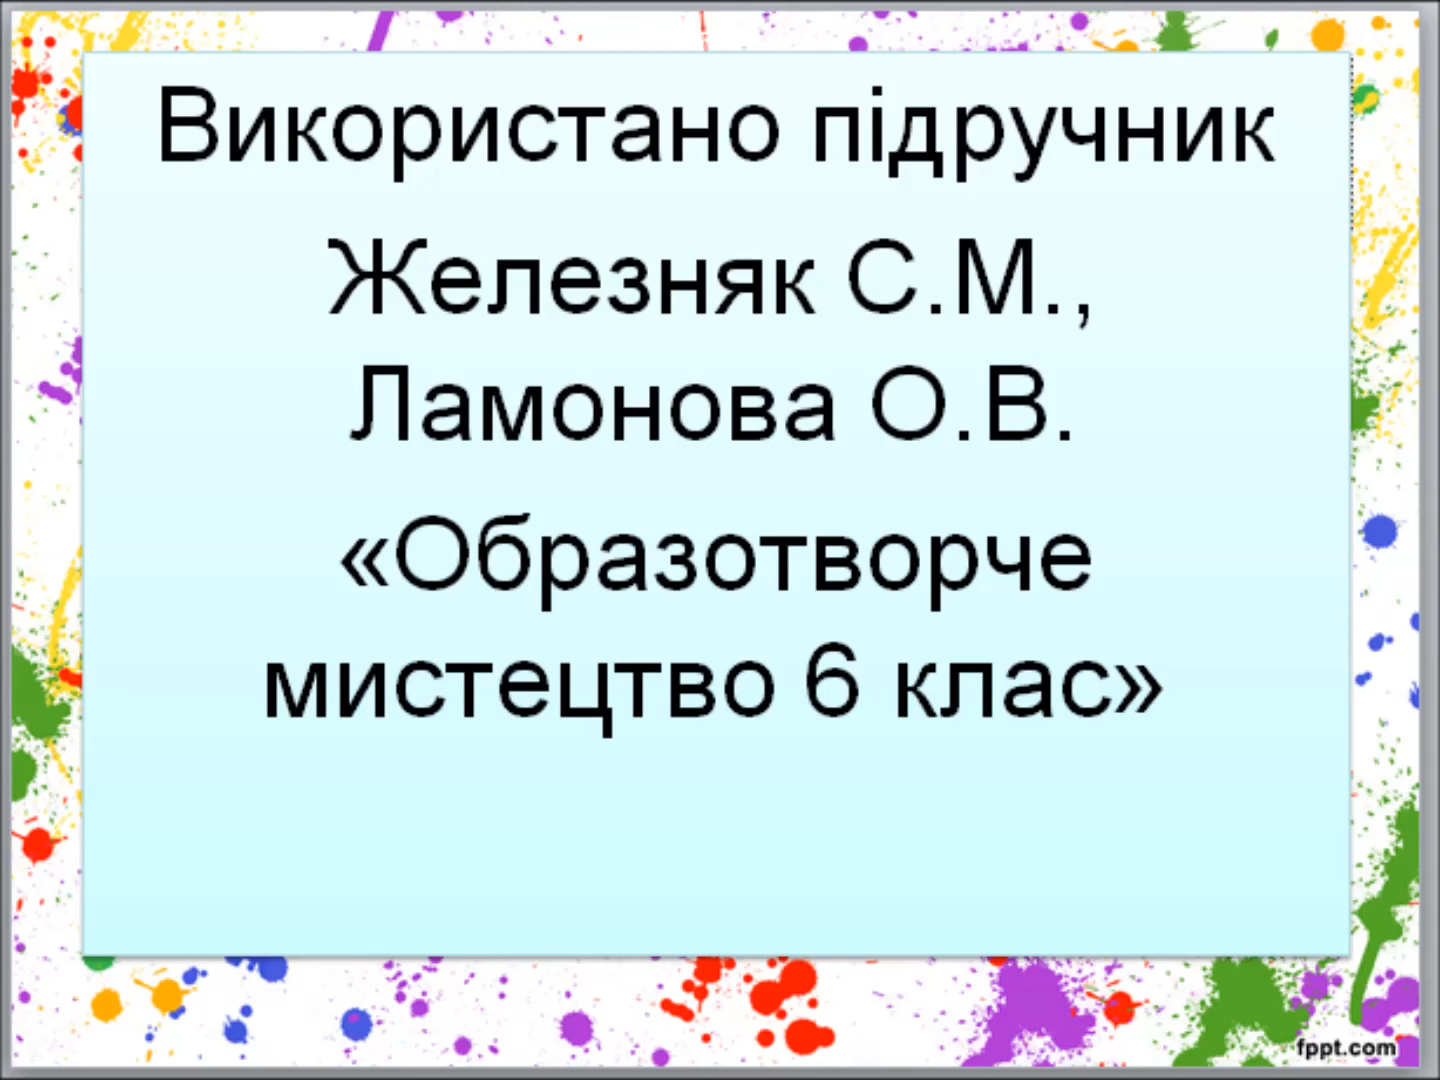 Використано підручник
Железняк С.М.,
Ламонова О.В.
«Образотворче
мистецтво 6 клас»
fppt.com